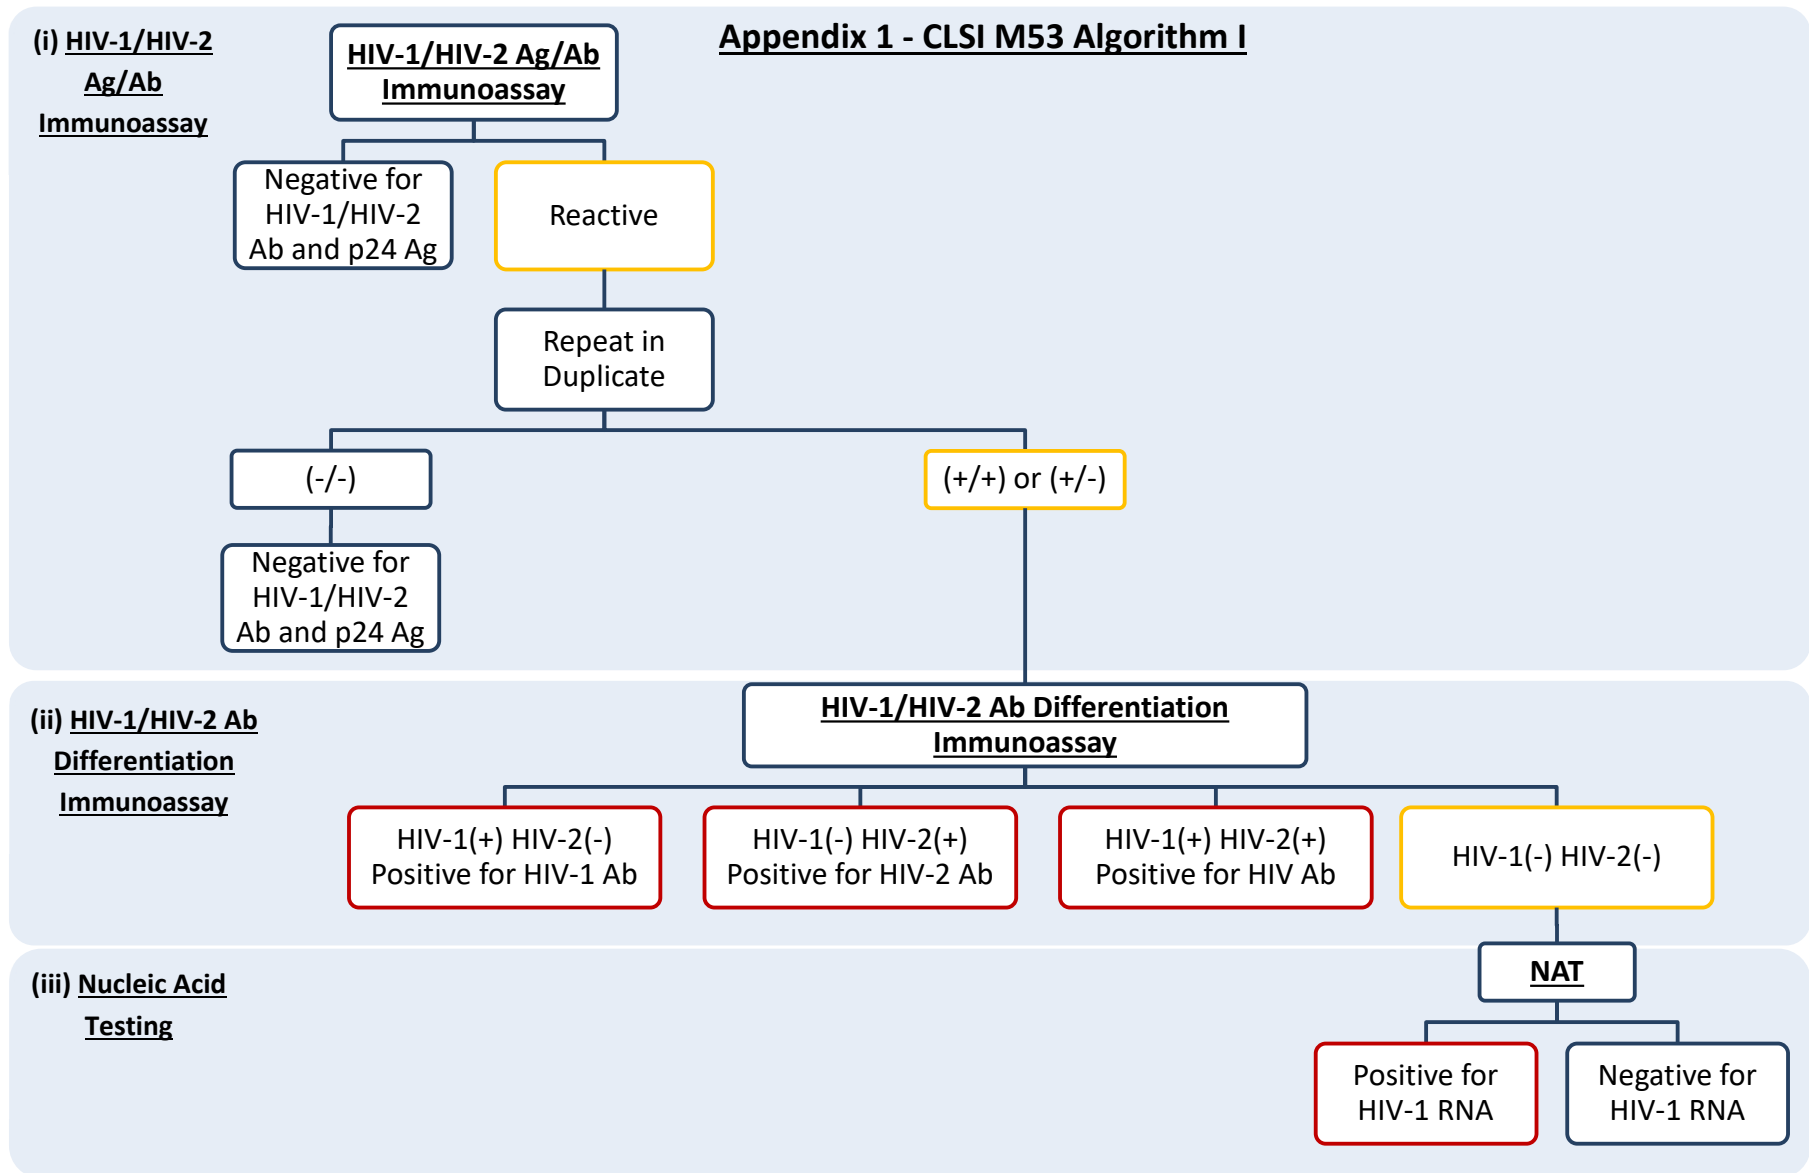 Appendix 1 - CLSI M53 Algorithm I
(i) HIV-1/HIV-2
Ag/Ab
Immunoassay
HIV-1/HIV-2 Ag/Ab
Immunoassay
Negative for
HIV-1/HIV-2
Ab and p24 Ag
Reactive
Repeat in
Duplicate
(-/-)
(+/+) or (+/-)
Negative for
HIV-1/HIV-2
Ab and p24 Ag
(ii) HIV-1/HIV-2 Ab
Differentiation
Immunoassay
HIV-1/HIV-2 Ab Differentiation
Immunoassay
HIV-1(+) HIV-2(-)
Positive for HIV-1 Ab
HIV-1(-) HIV-2(+)
Positive for HIV-2 Ab
HIV-1(+) HIV-2(+)
Positive for HIV Ab
HIV-1(-) HIV-2(-)
(iii) Nucleic Acid
Testing
NAT
Positive for
HIV-1 RNA
Negative for
HIV-1 RNA